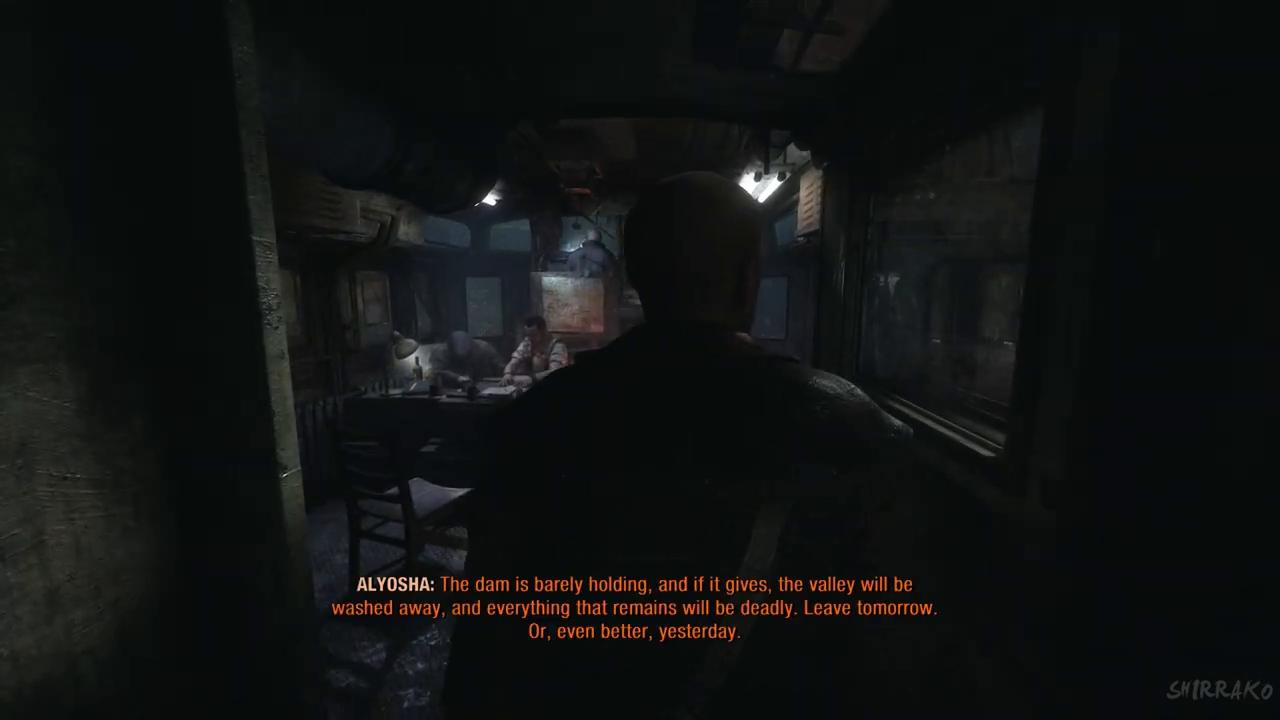 ALYOSHA: The dam is barely holding, and if it gives, the valley will be
washed away, and everything that remains will be deadly. Leave tomorrow.
Or, even better, yesterday.
SHIRRAKO